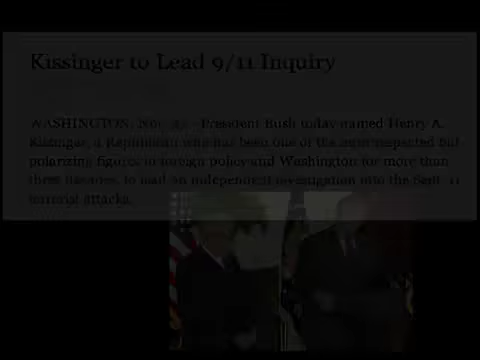 Kissinger to Lead 9/11 Inquiry
WASHINGTON, Nov. - President Bush today named Henry A.
Kissinger, a Republican who has been one of the most respected but
polarizing figures in foreign policy and Washington for more than
three decades, to lead an independent investigation into the Sept. 11
terrorist attacks.